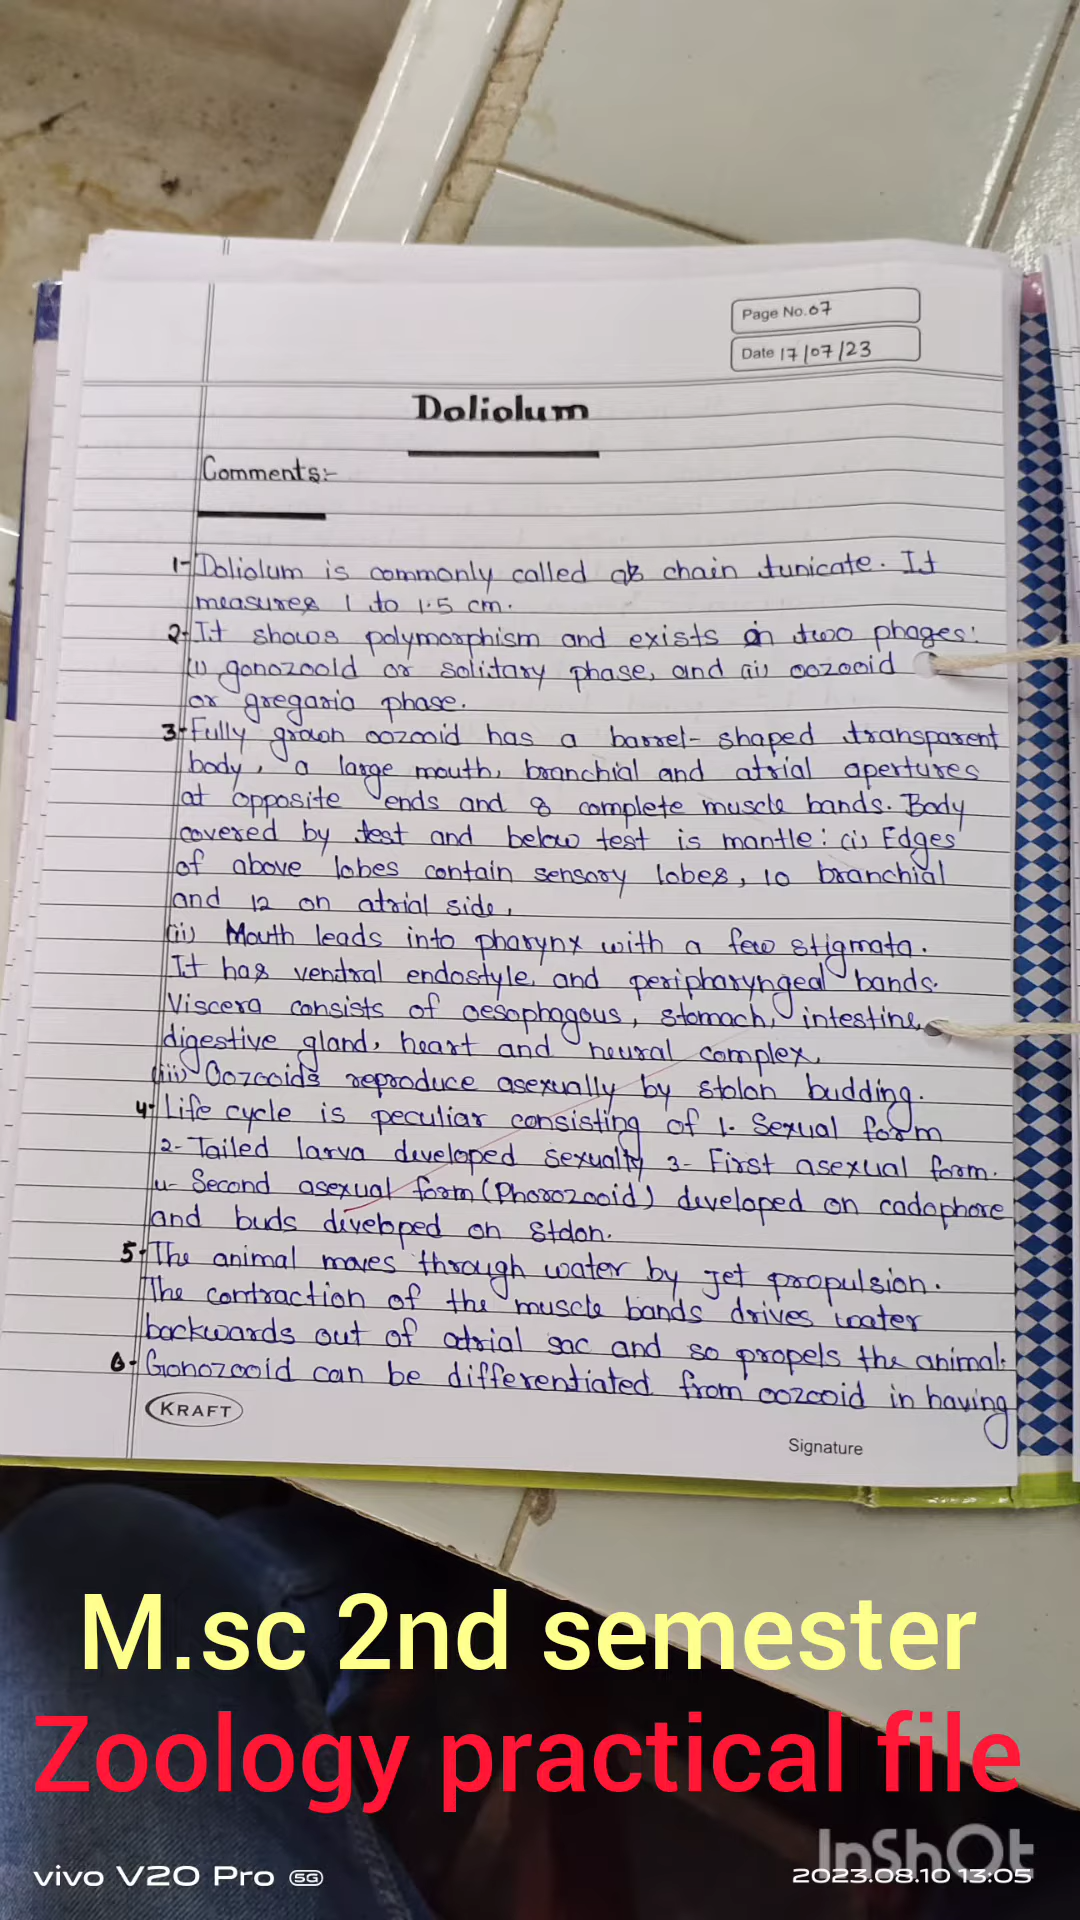 Page No. 07
Date 17/07/23
Doliolum
Comments:-
1- Doliolum is commonly called as chain tunicate. It
measures 1 to 1.5 cm.
2- It shows polymorphism and exists in two phages:
(i) gonozoold or solitary phase, and (ii) oozooid
or gregario phase.
3- Fully grown oozooid has a barrel-shaped transparent
body, a large mouth, branchial and atrial apertures
at opposite ends and 8 complete muscle bands. Body
covered by test and below test is mantle: (i) Edges
of above lobes contain sensory lobes, 10 branchial
and 12 on atrial side.
(ii) Mouth leads into pharynx with a few stigmata.
It has ventral endostyle and peripharyngeal bands.
Viscera consists of oesophagous, stomach, intestine,
digestive gland, heart and neural complex.
(iii) Oozooids reproduce asexually by stolon budding.
4- Life cycle is peculiar consisting of 1. Sexual form
2- Tailed larva developed sexually 3- First asexual form.
4- Second asexual form (Phorozooid) developed on cadophore
and buds diveloped on stolon.
5- The animal moves through water by jet propulsion.
The contraction of the muscle bands drives water
backwards out of atrial sac and so propels the animal.
6- Gonozooid can be differentiated from oozooid in having
KRAFT
Signature
M.sc 2nd semester
Zoology practical file
InShOt
vivo V20 Pro 5G
2023.08.10 13:05